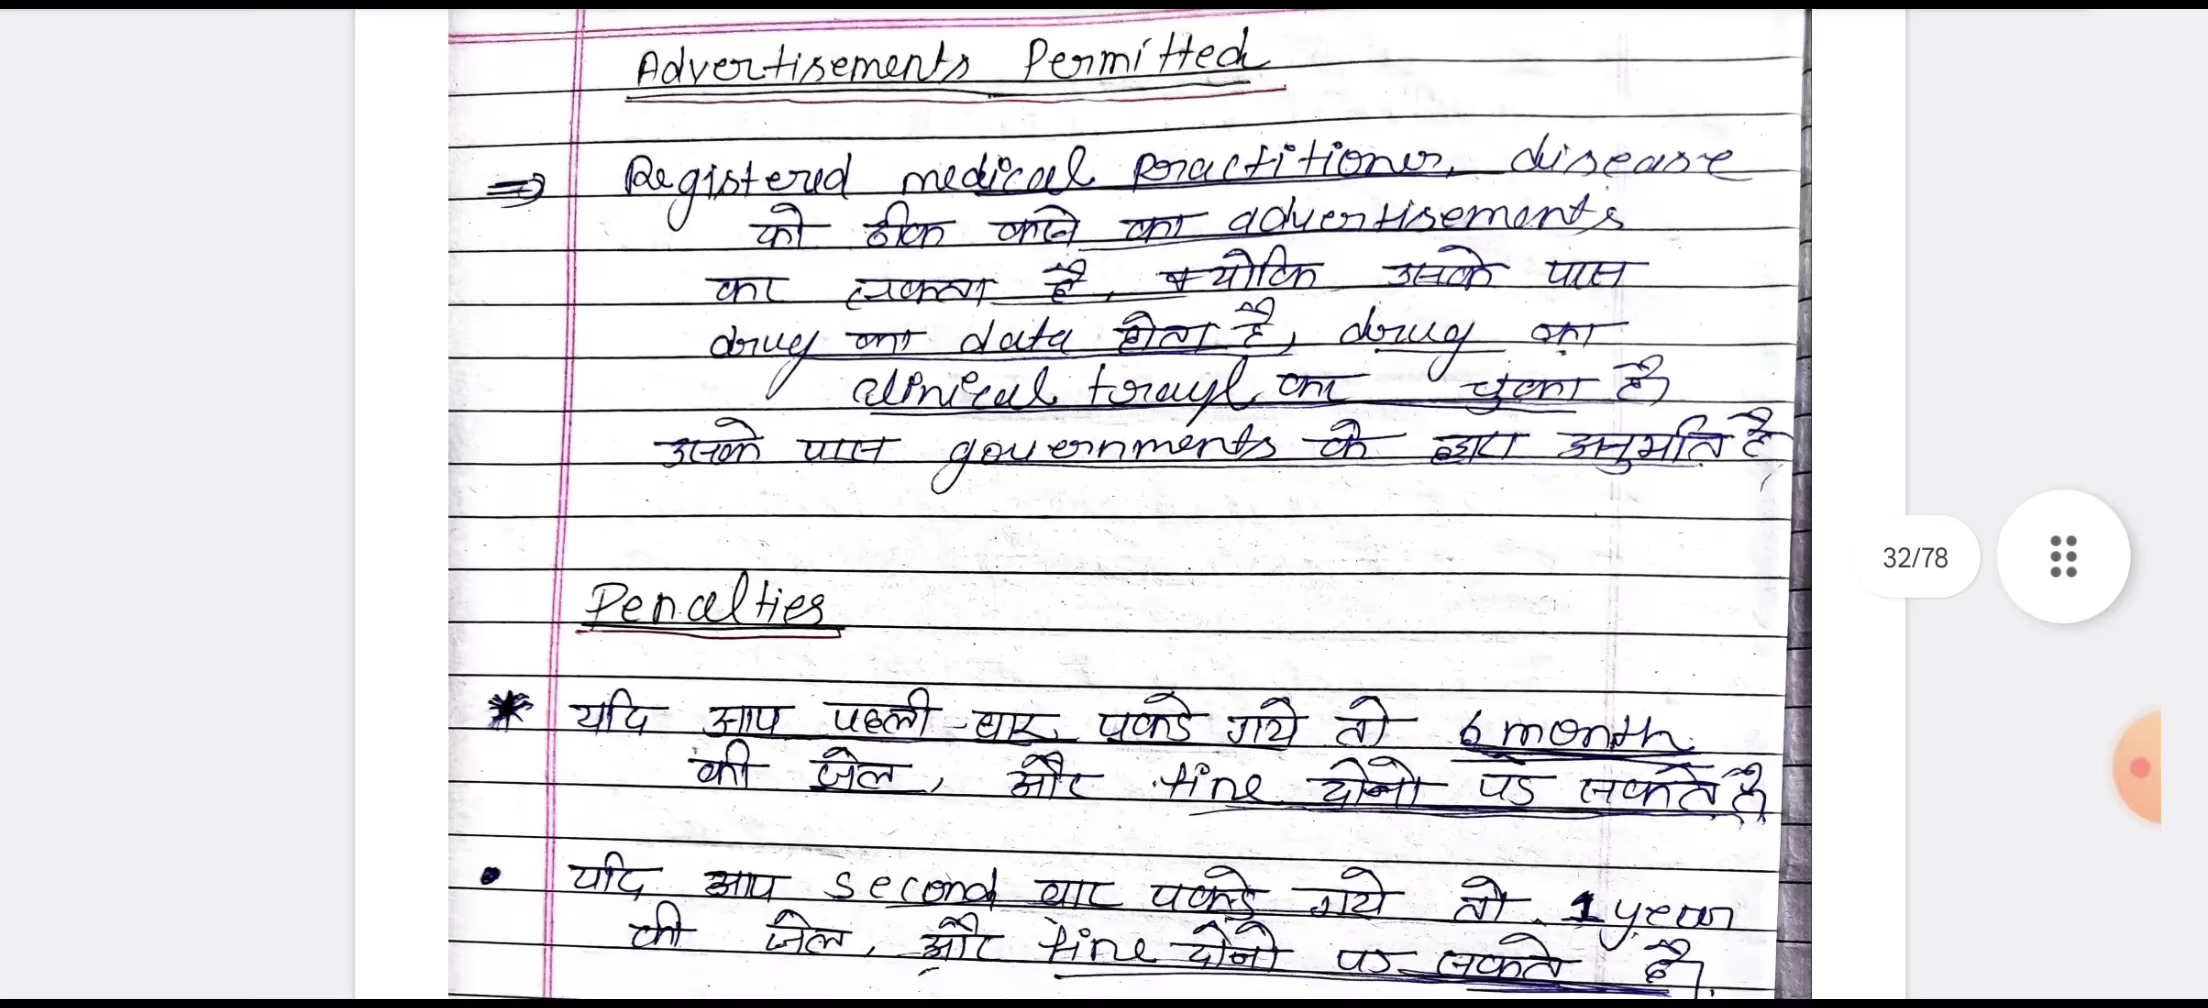 Advertisements Permitted
⇒ Registered medical Practitioner, disease
को ठीक करने का advertisements
कर सकता है, क्योकि उसके पास
drug का data होता है, drug का
clinical trayl कर चुका है
उसके पास governments के द्वारा अनुमति है
32/78
Penalties
* यदि आप पहली बार पकडे गये तो 6 month
की जेल, और fine दोनो पड सकते है,
• यदि आप second बार पकडे गये तो 1 year
की जेल, और fine दोनो पड सकते है।